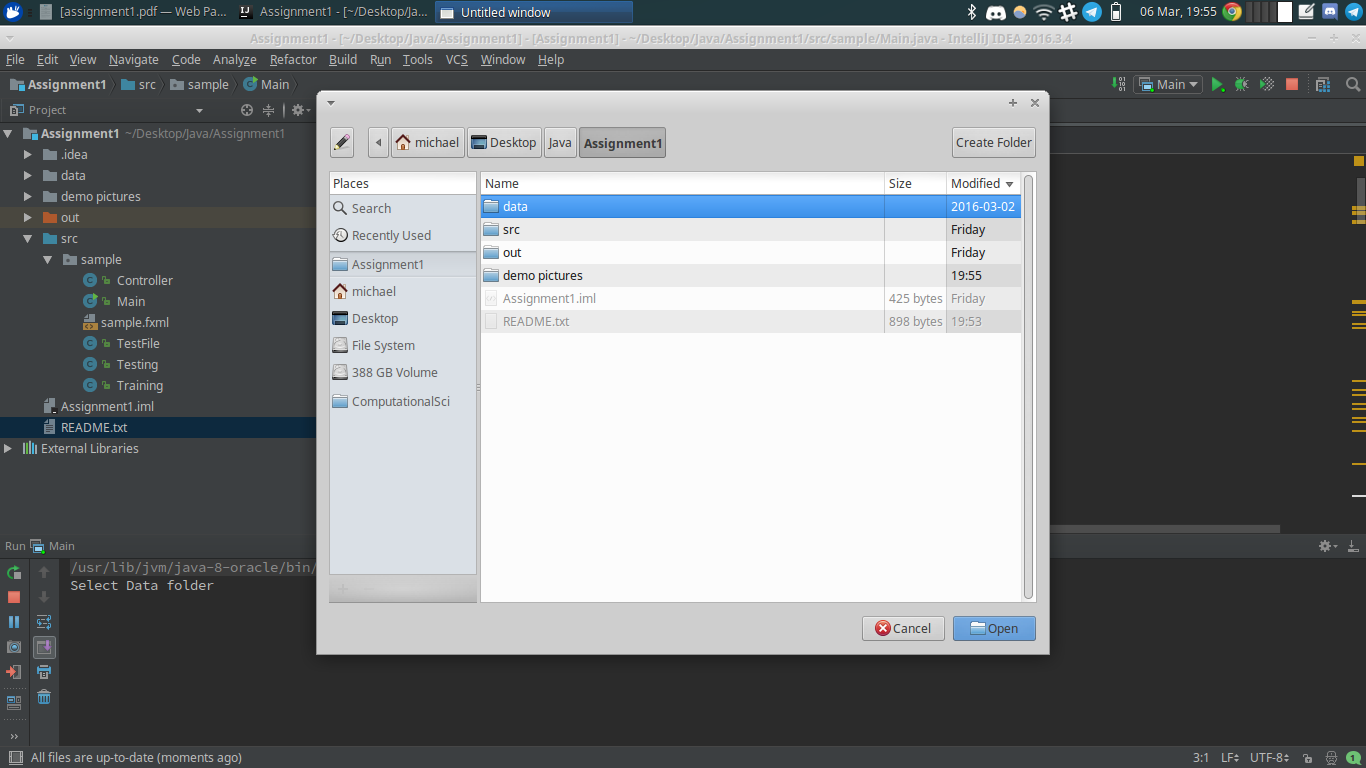 [assignment1.pdf — Web Pa... Assignment1 - [~/Desktop/Ja... Untitled window 06 Mar, 19:55
Assignment1 - [~/Desktop/Java/Assignment1] - [Assignment1] - ~/Desktop/Java/Assignment1/src/sample/Main.java - IntelliJ IDEA 2016.3.4
File Edit View Navigate Code Analyze Refactor Build Run Tools VCS Window Help
Assignment1 src sample Main Main
Project
Assignment1 ~/Desktop/Java/Assignment1
.idea
data
demo pictures
out
src
sample
Controller
Main
sample.fxml
TestFile
Testing
Training
Assignment1.iml
README.txt
External Libraries
michael Desktop Java Assignment1 Create Folder
Places
Search
Recently Used
Assignment1
michael
Desktop
File System
388 GB Volume
ComputationalSci
Name Size Modified
data 2016-03-02
src Friday
out Friday
demo pictures 19:55
Assignment1.iml 425 bytes Friday
README.txt 898 bytes 19:53
Cancel Open
Run Main
/usr/lib/jvm/java-8-oracle/bin/
Select Data folder
All files are up-to-date (moments ago) 3:1 LF UTF-8 1